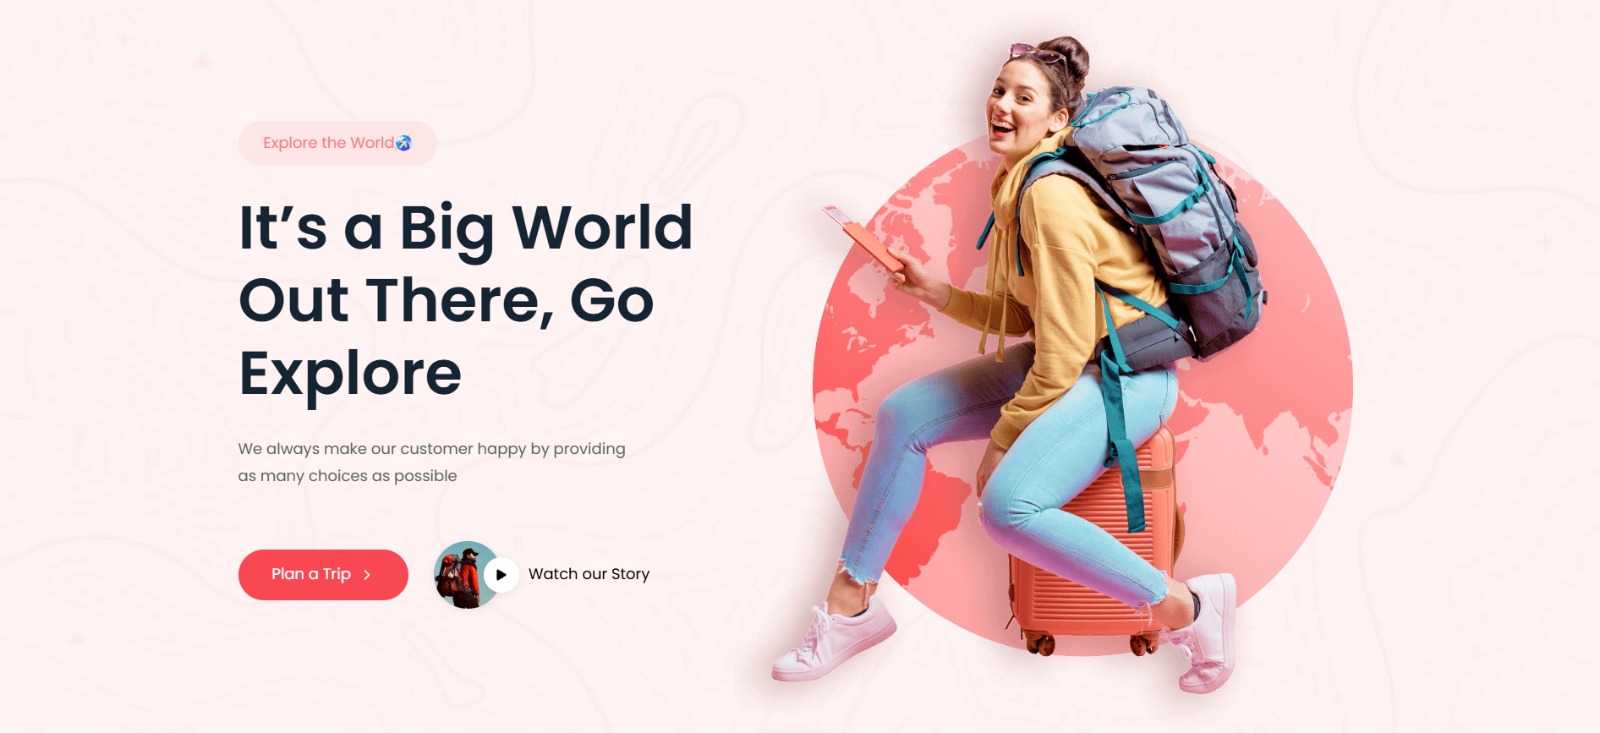 Explore the World
It’s a Big World
Out There, Go
Explore
We always make our customer happy by providing
as many choices as possible
Plan a Trip
Watch our Story